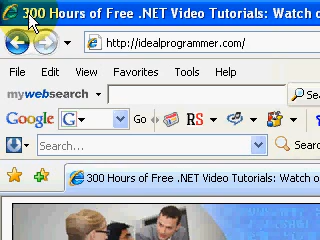 300 Hours of Free .NET Video Tutorials: Watch o
http://idealprogrammer.com/
File Edit View Favorites Tools Help
mywebsearch Se
Google G Go RS
Search... Search
300 Hours of Free .NET Video Tutorials: Watch o